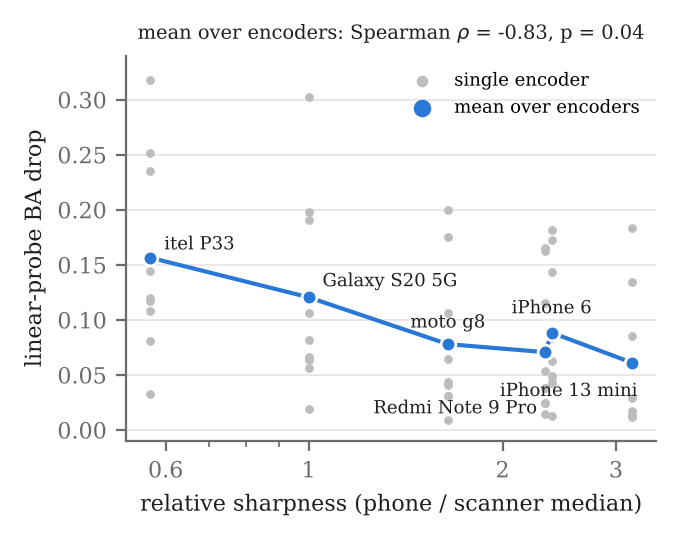 mean over encoders: Spearman ρ = -0.83, p = 0.04
single encoder
mean over encoders
linear-probe BA drop
0.30
0.25
0.20
0.15
0.10
0.05
0.00
itel P33
Galaxy S20 5G
moto g8
iPhone 6
iPhone 13 mini
Redmi Note 9 Pro
0.6
1
2
3
relative sharpness (phone / scanner median)